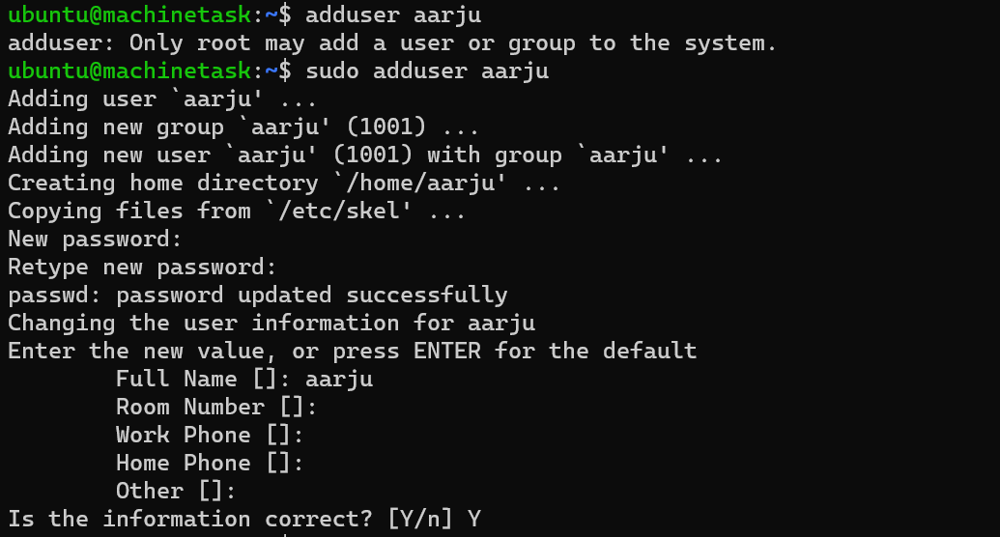 ubuntu@machinetask:~$ adduser aarju
adduser: Only root may add a user or group to the system.
ubuntu@machinetask:~$ sudo adduser aarju
Adding user `aarju' ...
Adding new group `aarju' (1001) ...
Adding new user `aarju' (1001) with group `aarju' ...
Creating home directory `/home/aarju' ...
Copying files from `/etc/skel' ...
New password:
Retype new password:
passwd: password updated successfully
Changing the user information for aarju
Enter the new value, or press ENTER for the default
        Full Name []: aarju
        Room Number []:
        Work Phone []:
        Home Phone []:
        Other []:
Is the information correct? [Y/n] Y